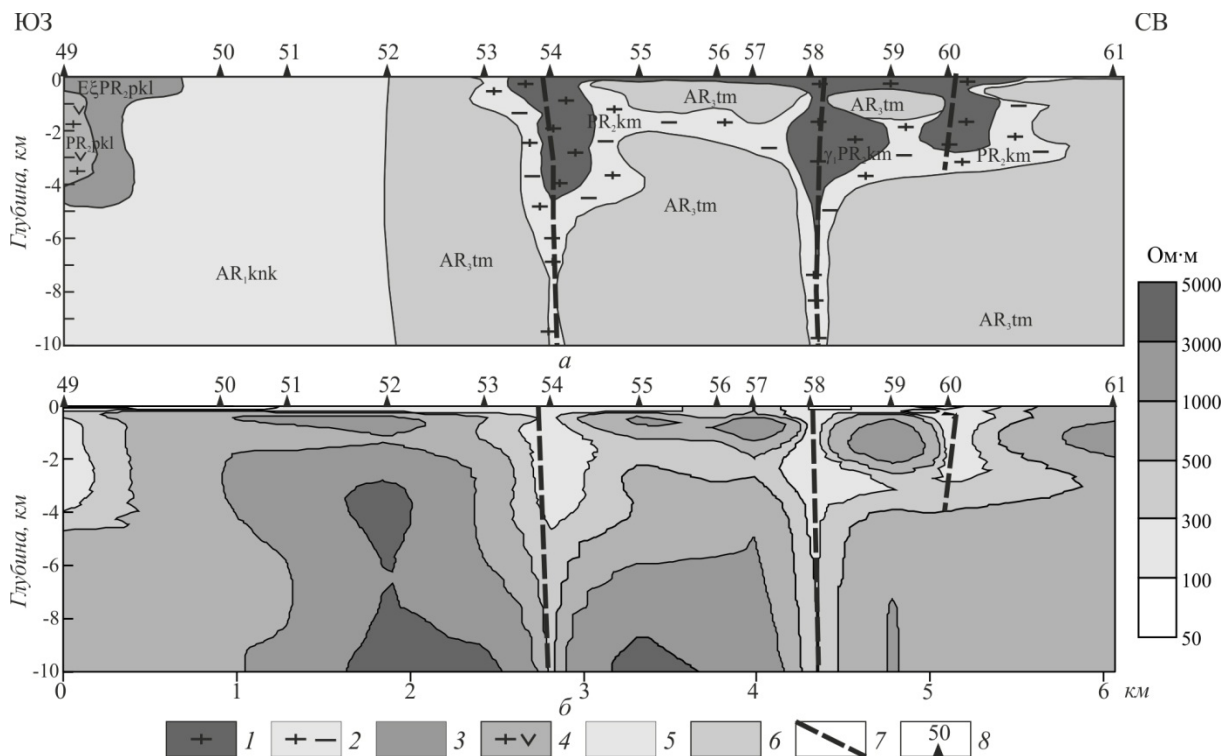 ЮЗ СВ
49 50 51 52 53 54 55 56 57 58 59 60 61
0
-2
-4
-6
-8
-10
Глубина, км
EξPR₂pkl
PR₂pkl
AR₁knk
AR₃tm
PR₂km
AR₃tm
AR₃tm
AR₃tm
γ₁PR₂km
PR₂km
AR₃tm
а
49 50 51 52 53 54 55 56 57 58 59 60 61
0
-2
-4
-6
-8
-10
Глубина, км
0 1 2 3 4 5 6 км
б
Ом·м
5000
3000
1000
500
300
100
50
1 2 3 4 5 6 7 50 8